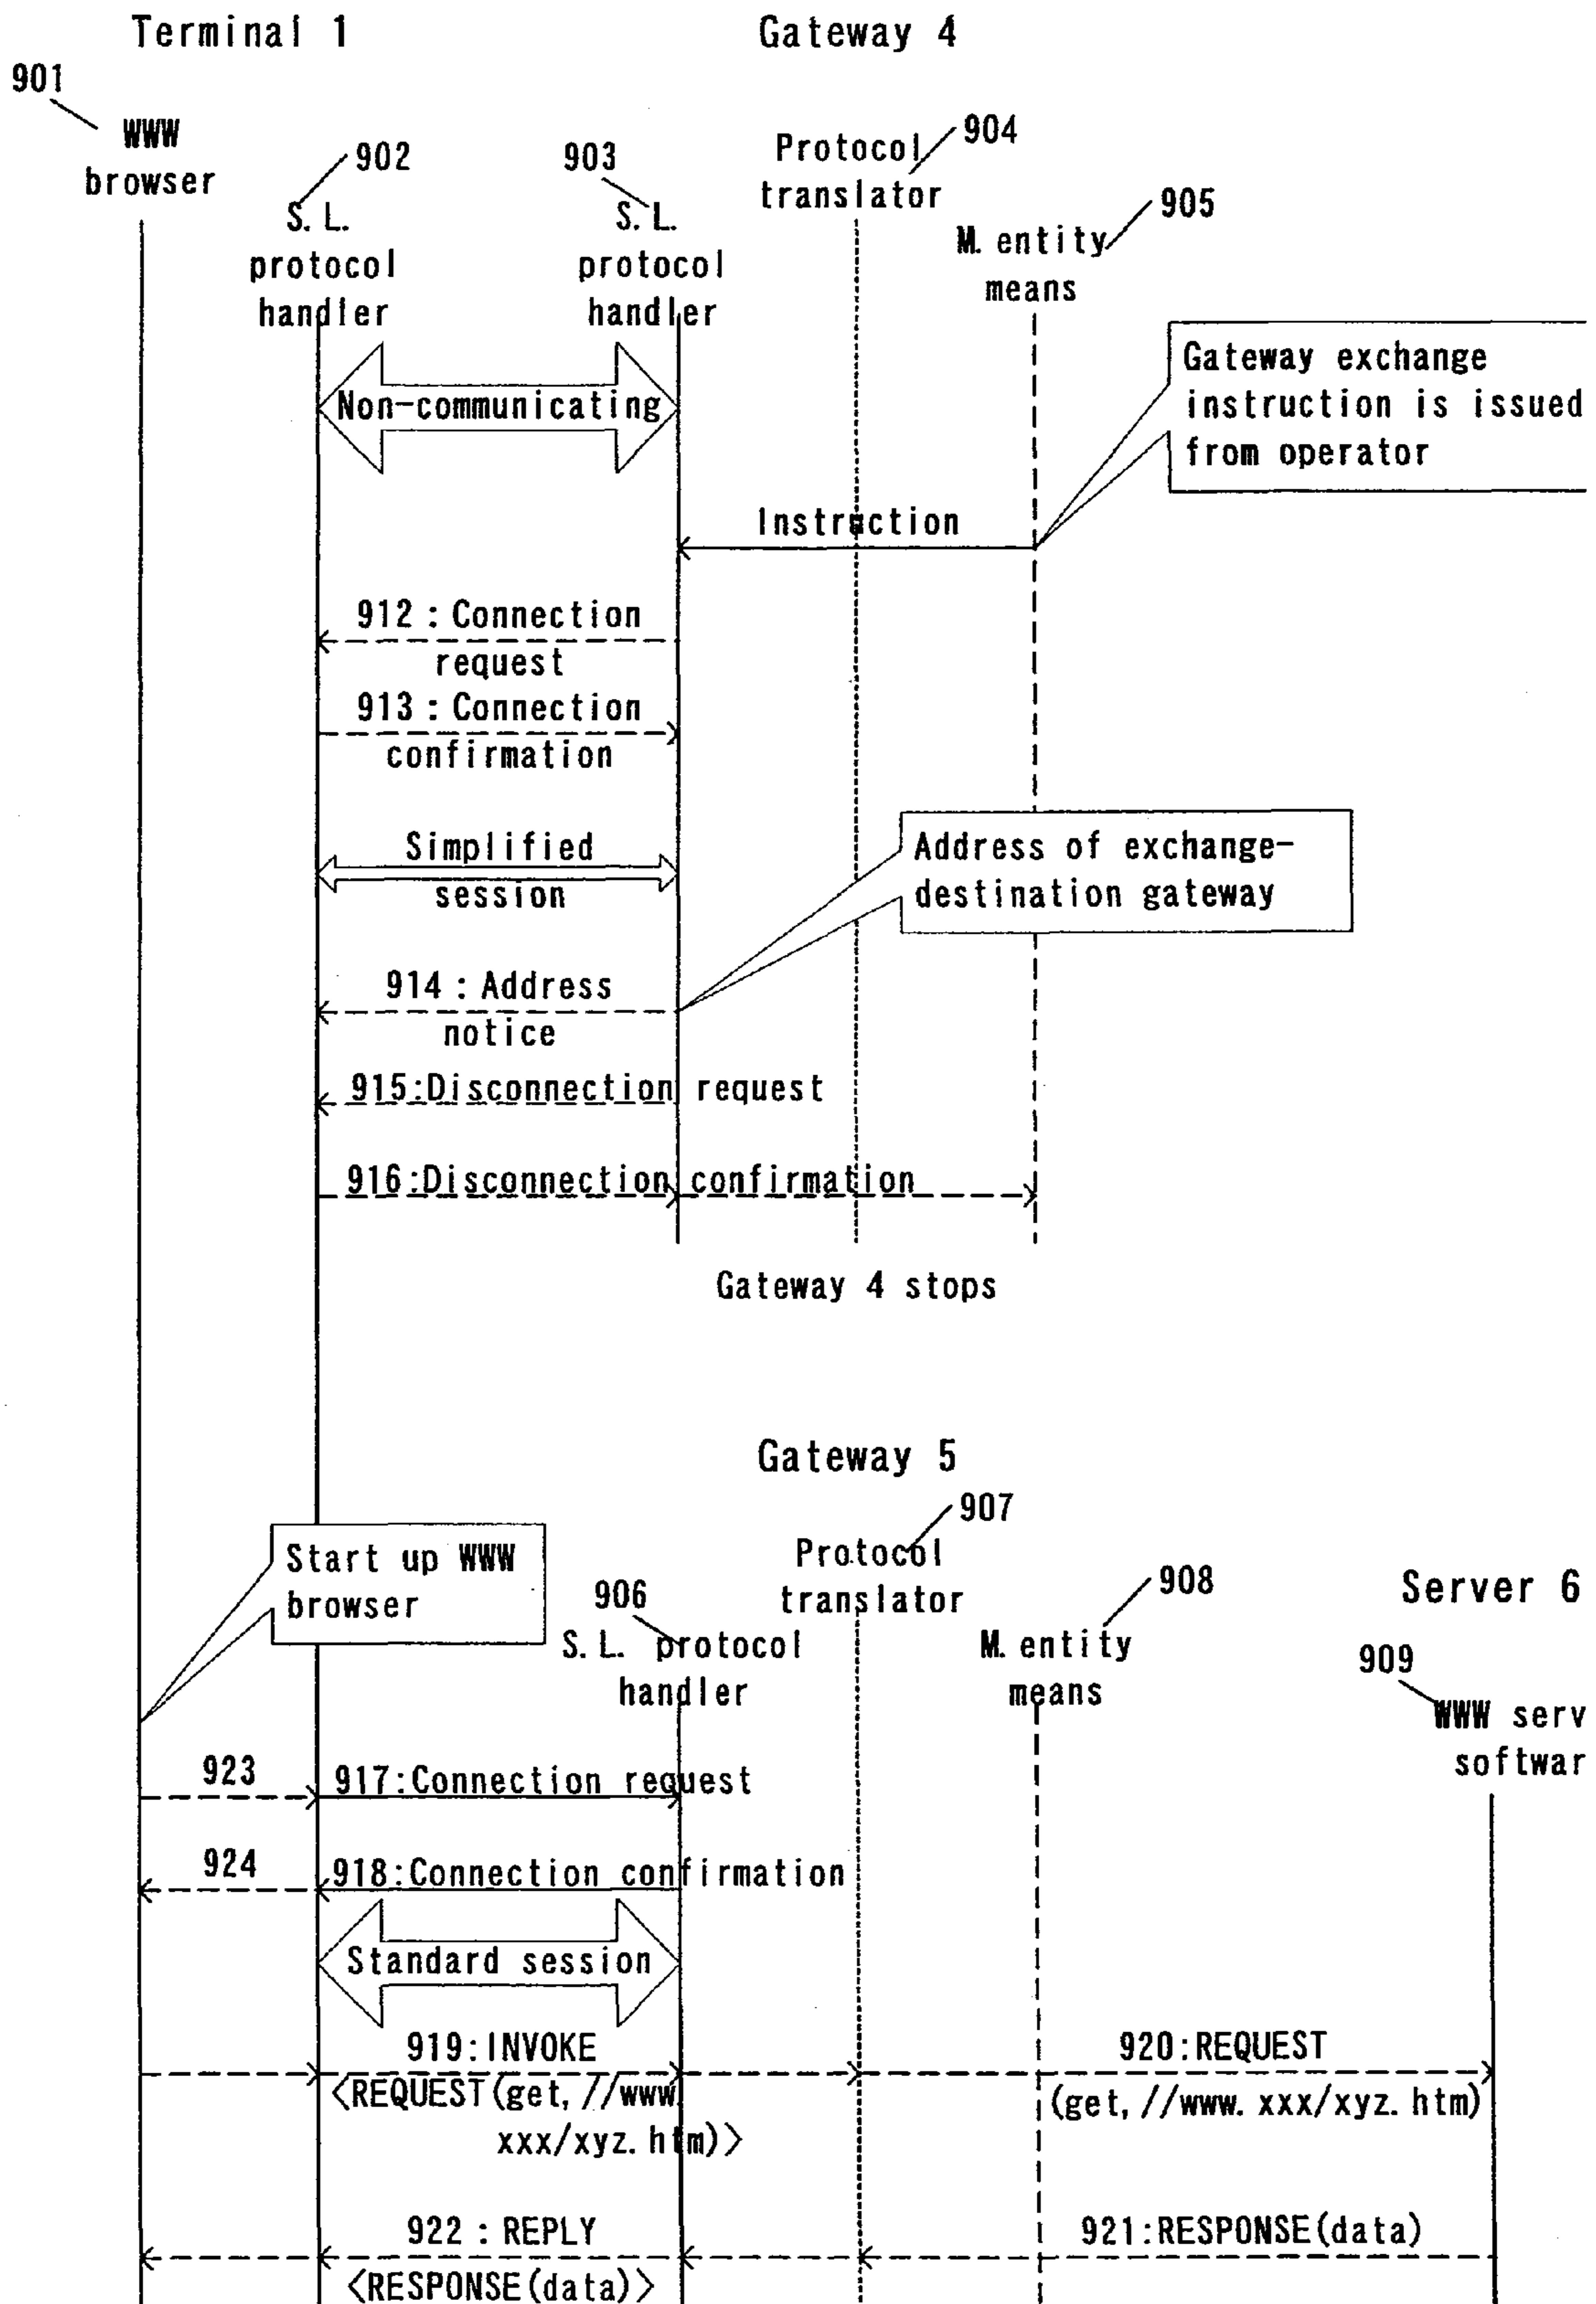 Terminal 1
Gateway 4
901
WWW
browser
902
S. L.
protocol
handler
903
S. L.
protocol
handler
904
Protocol
translator
905
M. entity
means
Non-communicating
Gateway exchange
instruction is issued
from operator
Instruction
912 : Connection
request
913 : Connection
confirmation
Simplified
session
Address of exchange-
destination gateway
914 : Address
notice
915:Disconnection request
916:Disconnection confirmation
Gateway 4 stops
Gateway 5
Start up WWW
browser
906
S. L. protocol
handler
907
Protocol
translator
908
M. entity
means
Server 6
909
WWW serv
softwar
923
917:Connection request
924
918:Connection confirmation
Standard session
919:INVOKE
<REQUEST(get, //www.
xxx/xyz. htm)>
920:REQUEST
(get, //www. xxx/xyz. htm)
922 : REPLY
<RESPONSE(data)>
921:RESPONSE(data)